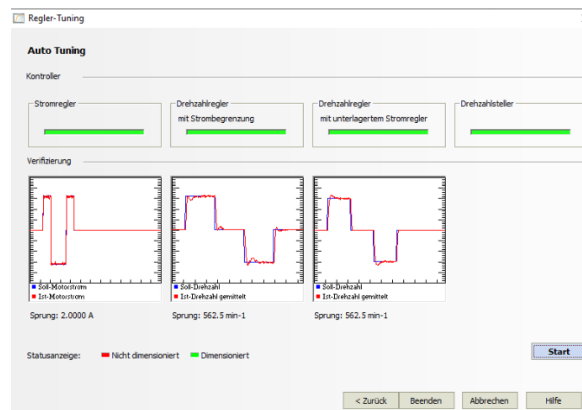 Regler-Tuning
Auto Tuning
Kontroller
Stromregler
Drehzahlregler
mit Strombegrenzung
Drehzahlregler
mit unterlagertem Stromregler
Drehzahlsteller
Verifizierung
Soll-Motorstrom
Ist-Motorstrom
Soll-Drehzahl
Ist-Drehzahl gemittelt
Soll-Drehzahl
Ist-Drehzahl gemittelt
Sprung: 2.0000 A
Sprung: 562.5 min-1
Sprung: 562.5 min-1
Statusanzeige: Nicht dimensioniert Dimensioniert
Start
< Zurück Beenden Abbrechen Hilfe